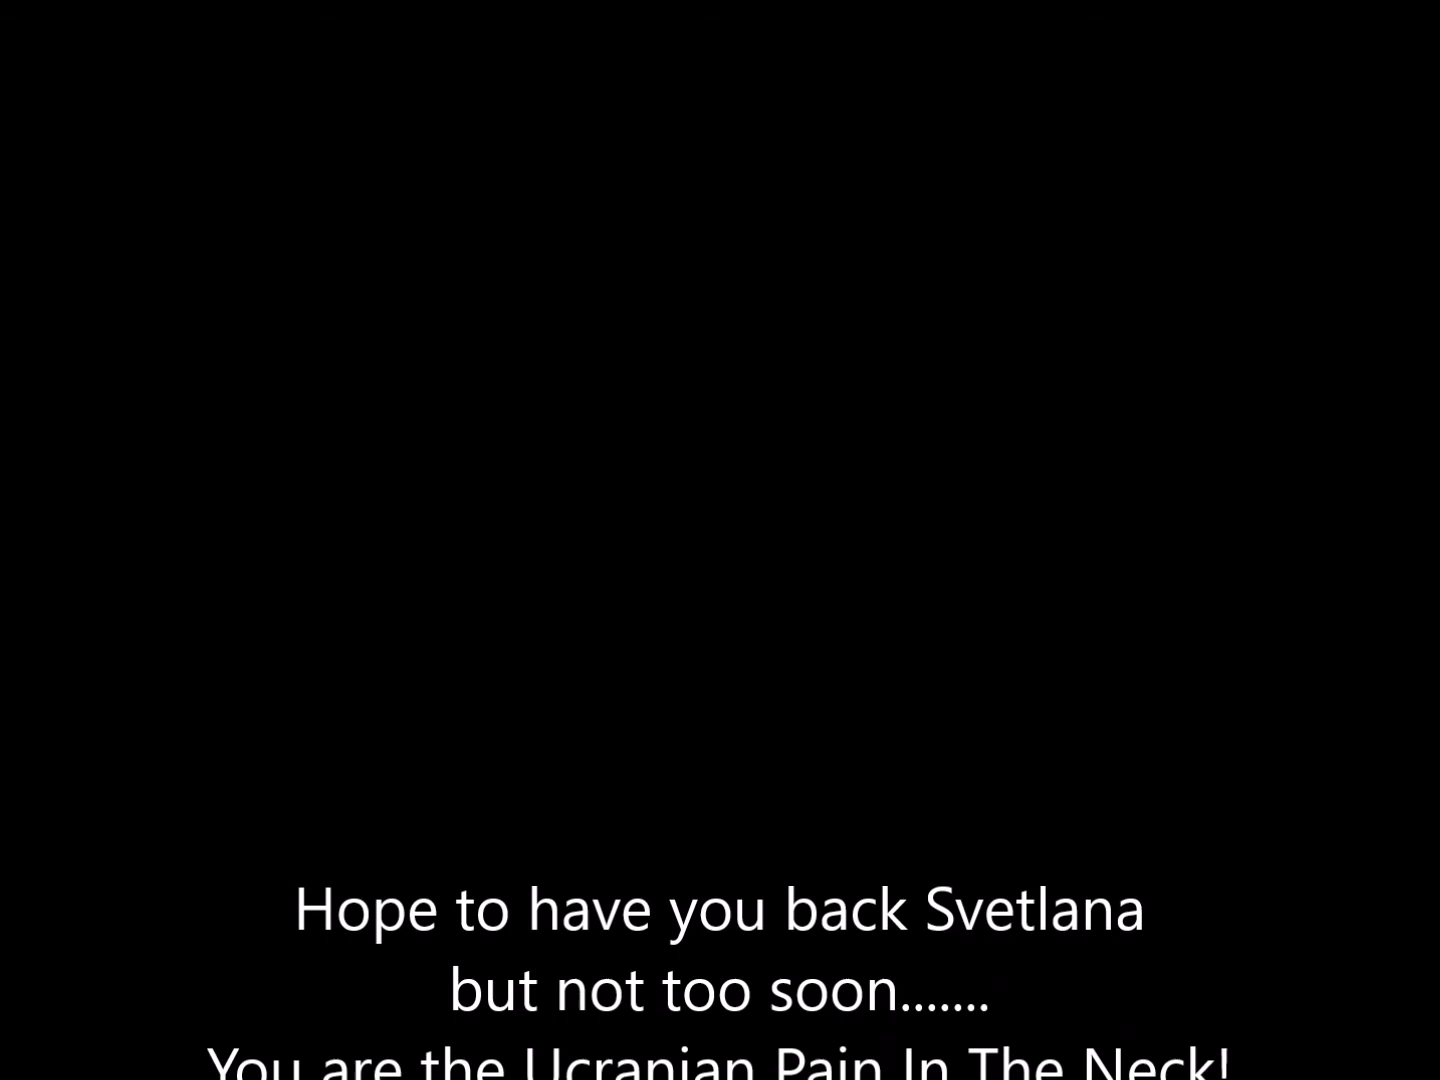 Hope to have you back Svetlana
but not too soon.......
You are the Ucranian Pain In The Neck!